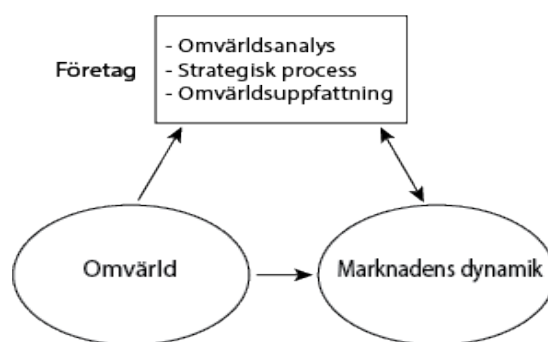 Företag
- Omvärldsanalys
- Strategisk process
- Omvärldsuppfattning
Omvärld
Marknadens dynamik